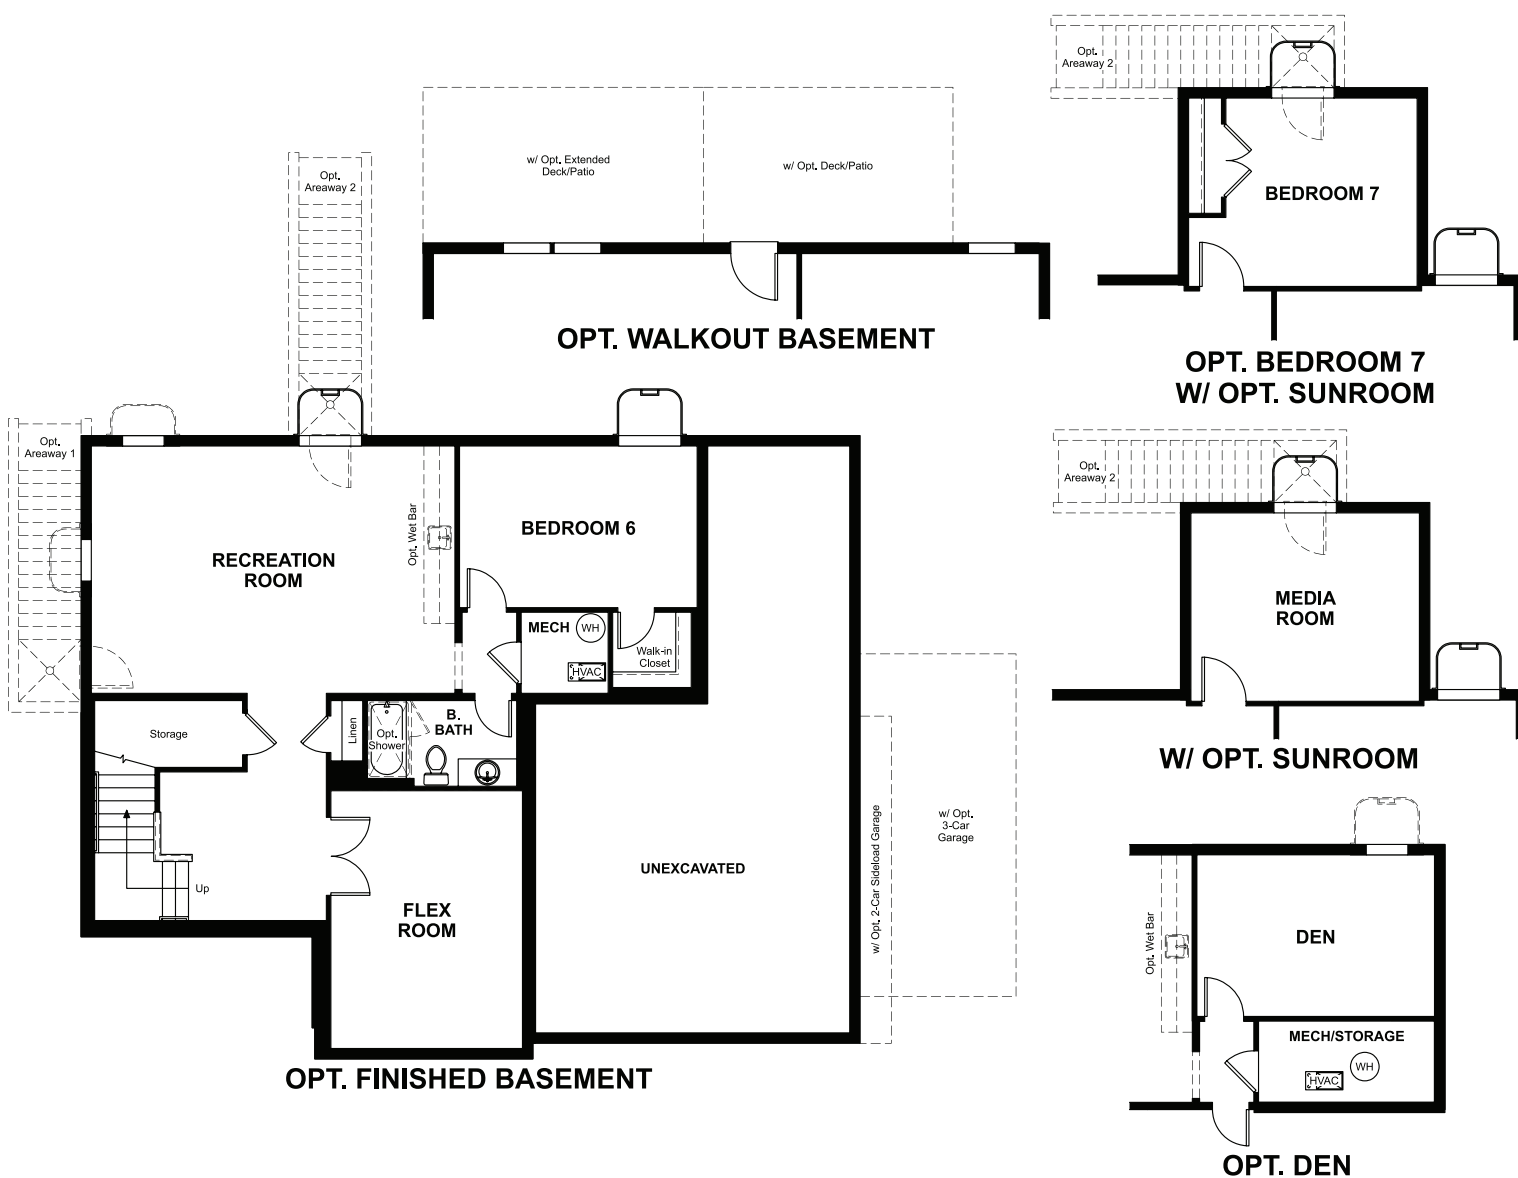 Opt.
Areaway 2
w/ Opt. Extended
Deck/Patio
w/ Opt. Deck/Patio
OPT. WALKOUT BASEMENT
Opt.
Areaway 2
BEDROOM 7
OPT. BEDROOM 7
W/ OPT. SUNROOM
Opt.
Areaway 1
RECREATION
ROOM
Opt. Wet Bar
BEDROOM 6
MECH
WH
HVAC
Walk-in
Closet
Storage
Linen
Opt.
Shower
B.
BATH
Up
FLEX
ROOM
UNEXCAVATED
w/ Opt. 2-Car Sideload Garage
w/ Opt.
3-Car
Garage
OPT. FINISHED BASEMENT
Opt.
Areaway 2
MEDIA
ROOM
W/ OPT. SUNROOM
Opt. Wet Bar
DEN
MECH/STORAGE
HVAC
WH
OPT. DEN